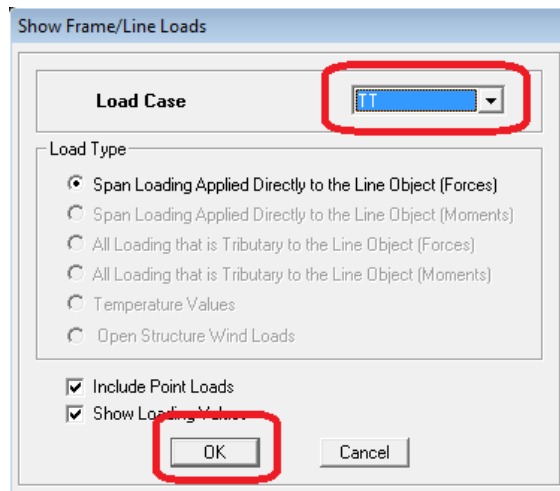 Show Frame/Line Loads
Load Case TT
Load Type
Span Loading Applied Directly to the Line Object (Forces)
Span Loading Applied Directly to the Line Object (Moments)
All Loading that is Tributary to the Line Object (Forces)
All Loading that is Tributary to the Line Object (Moments)
Temperature Values
Open Structure Wind Loads
Include Point Loads
Show Loading Values
OK Cancel